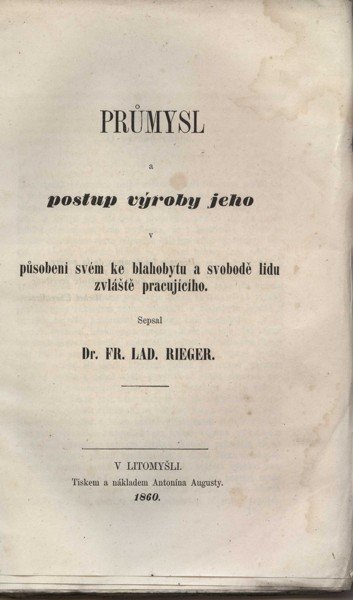 PRŮMYSL
a
postup výroby jeho
v
působení svém ke blahobytu a svobodě lidu
zvláště pracujícího.
Sepsal
Dr. FR. LAD. RIEGER.
V LITOMYŠLI.
Tiskem a nákladem Antonína Augusty.
1860.